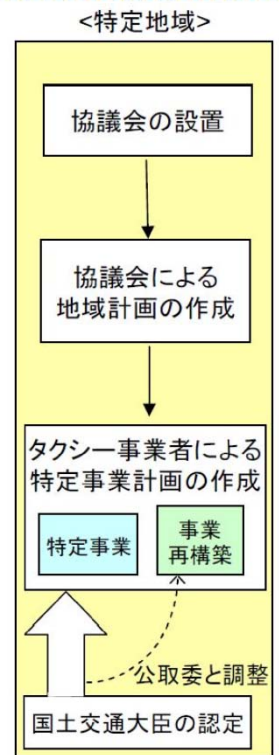 <特定地域>
協議会の設置
協議会による
地域計画の作成
タクシー事業者による
特定事業計画の作成
特定事業
事業
再構築
公取委と調整
国土交通大臣の認定